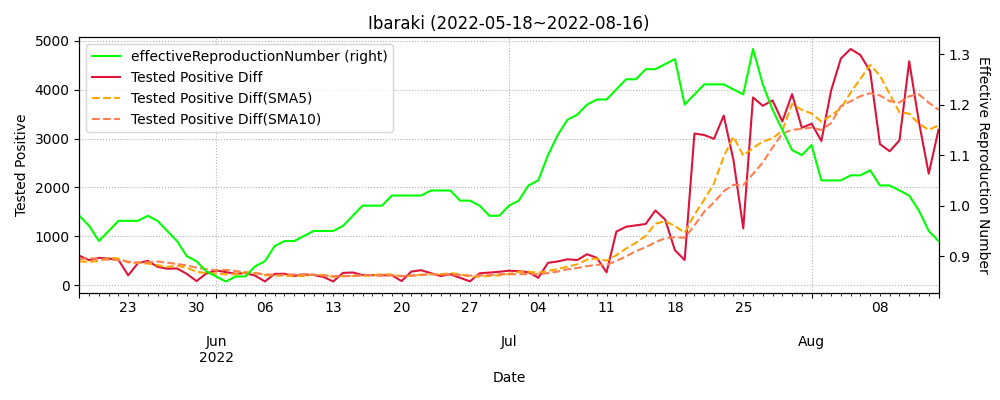 Ibaraki (2022-05-18~2022-08-16)
effectiveReproductionNumber (right)
Tested Positive Diff
Tested Positive Diff(SMA5)
Tested Positive Diff(SMA10)
Tested Positive
5000
4000
3000
2000
1000
0
1.3
1.2
1.1
1.0
0.9
Effective Reproduction Number
23 30 06 13 20 27 04 11 18 25 08
Jun Jul Aug
2022
Date